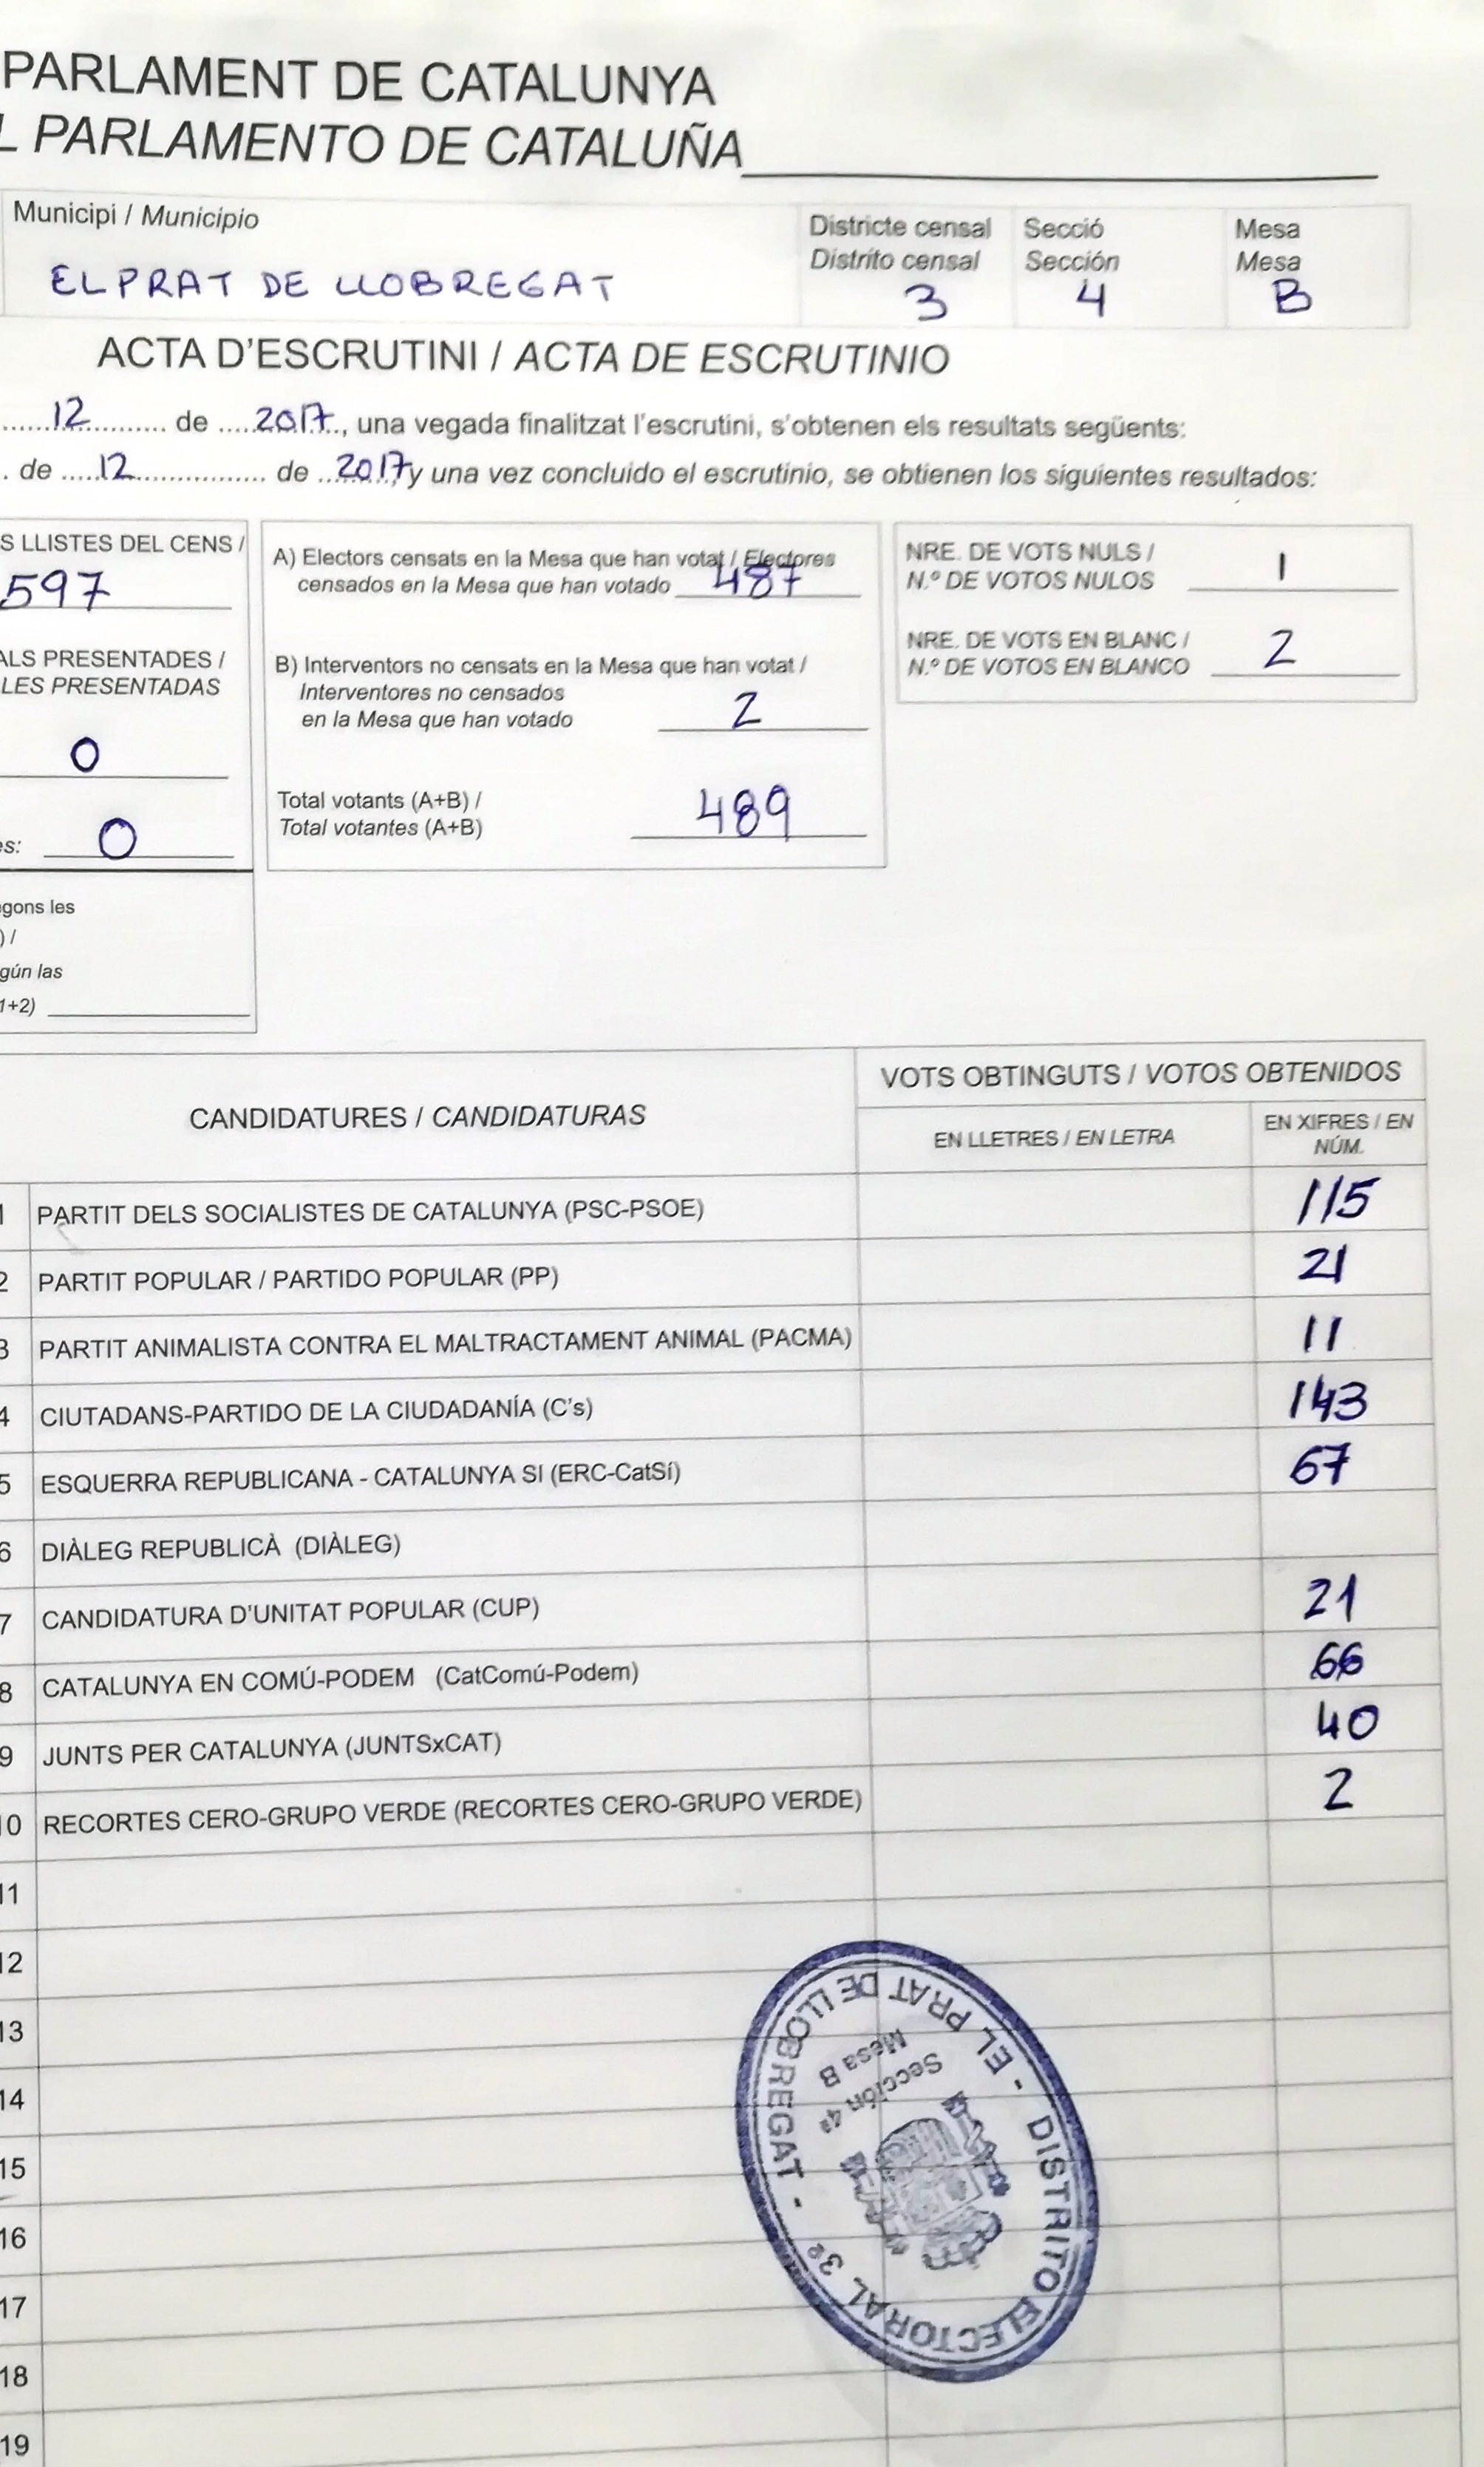 PARLAMENT DE CATALUNYA
L PARLAMENTO DE CATALUÑA
Municipi / Municipio
EL PRAT DE LLOBREGAT
Districte censal
Distrito censal
3
Secció
Sección
4
Mesa
Mesa
B
ACTA D'ESCRUTINI / ACTA DE ESCRUTINIO
......12............ de ....2017..., una vegada finalitzat l'escrutini, s'obtenen els resultats següents:
. de .....12.................... de ...2017, y una vez concluido el escrutinio, se obtienen los siguientes resultados:
S LLISTES DEL CENS /
597
ALS PRESENTADES /
LES PRESENTADAS
0
es: 0
gons les
) /
gún las
1+2)
A) Electors censats en la Mesa que han votat / Electores
censados en la Mesa que han votado 487
B) Interventors no censats en la Mesa que han votat /
Interventores no censados
en la Mesa que han votado 2
Total votants (A+B) /
Total votantes (A+B) 489
NRE. DE VOTS NULS /
N.º DE VOTOS NULOS 1
NRE. DE VOTS EN BLANC /
N.º DE VOTOS EN BLANCO 2
CANDIDATURES / CANDIDATURAS
VOTS OBTINGUTS / VOTOS OBTENIDOS
EN LLETRES / EN LETRA
EN XIFRES / EN
NÚM.
1 PARTIT DELS SOCIALISTES DE CATALUNYA (PSC-PSOE) 115
2 PARTIT POPULAR / PARTIDO POPULAR (PP) 21
3 PARTIT ANIMALISTA CONTRA EL MALTRACTAMENT ANIMAL (PACMA) 11
4 CIUTADANS-PARTIDO DE LA CIUDADANÍA (C's) 143
5 ESQUERRA REPUBLICANA - CATALUNYA SI (ERC-CatSí) 67
6 DIÀLEG REPUBLICÀ (DIÀLEG)
7 CANDIDATURA D'UNITAT POPULAR (CUP) 21
8 CATALUNYA EN COMÚ-PODEM (CatComú-Podem) 66
9 JUNTS PER CATALUNYA (JUNTSxCAT) 40
10 RECORTES CERO-GRUPO VERDE (RECORTES CERO-GRUPO VERDE) 2
11
12
13
14
15
16
17
18
19
DISTRITO ELECTORAL 3º - EL PRAT DE LLOBREGAT -
Sección 4ª
Mesa B